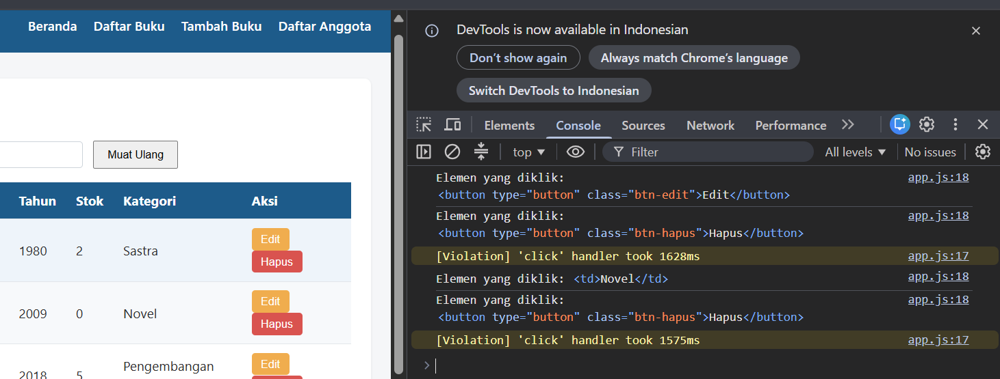 Beranda Daftar Buku Tambah Buku Daftar Anggota
Muat Ulang
Tahun Stok Kategori Aksi
1980 2 Sastra Edit
Hapus
2009 0 Novel Edit
Hapus
2018 5 Pengembangan Edit
DevTools is now available in Indonesian
Don’t show again Always match Chrome’s language
Switch DevTools to Indonesian
Elements Console Sources Network Performance
top Filter All levels No issues
Elemen yang diklik: app.js:18
<button type="button" class="btn-edit">Edit</button>
Elemen yang diklik: app.js:18
<button type="button" class="btn-hapus">Hapus</button>
[Violation] 'click' handler took 1628ms app.js:17
Elemen yang diklik: <td>Novel</td> app.js:18
Elemen yang diklik: app.js:18
<button type="button" class="btn-hapus">Hapus</button>
[Violation] 'click' handler took 1575ms app.js:17